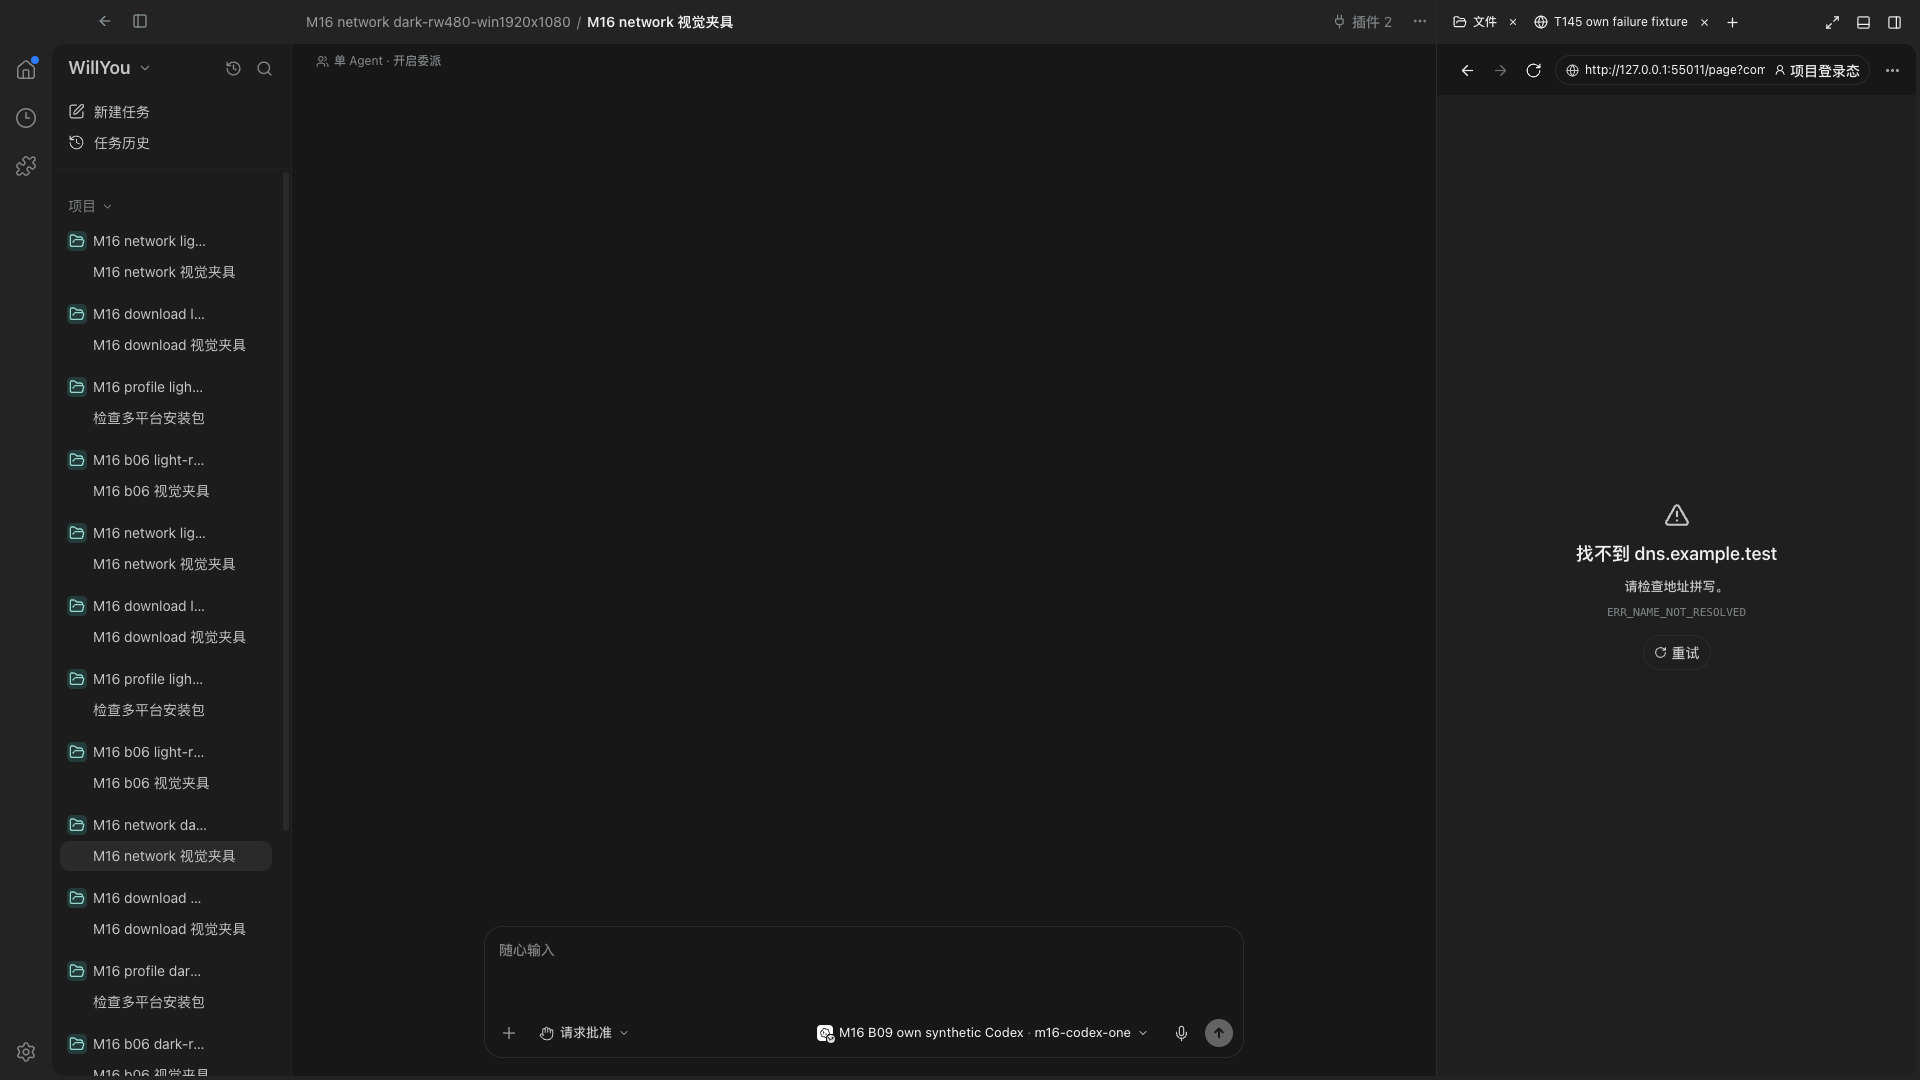 M16 network dark-rw480-win1920x1080 / M16 network 视觉夹具
插件 2
文件
T145 own failure fixture
WillYou
新建任务
任务历史
项目
M16 network lig...
M16 network 视觉夹具
M16 download l...
M16 download 视觉夹具
M16 profile ligh...
检查多平台安装包
M16 b06 light-r...
M16 b06 视觉夹具
M16 network lig...
M16 network 视觉夹具
M16 download l...
M16 download 视觉夹具
M16 profile ligh...
检查多平台安装包
M16 b06 light-r...
M16 b06 视觉夹具
M16 network da...
M16 network 视觉夹具
M16 download ...
M16 download 视觉夹具
M16 profile dar...
检查多平台安装包
M16 b06 dark-r...
M16 b06 视觉夹具
单 Agent · 开启委派
随心输入
请求批准
M16 B09 own synthetic Codex · m16-codex-one
http://127.0.0.1:55011/page?com
项目登录态
找不到 dns.example.test
请检查地址拼写。
ERR_NAME_NOT_RESOLVED
重试